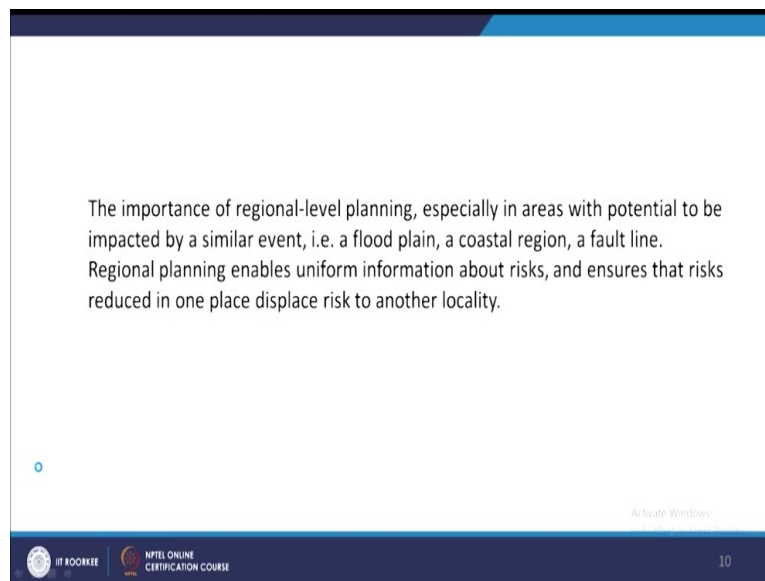 The importance of regional-level planning, especially in areas with potential to be
impacted by a similar event, i.e. a flood plain, a coastal region, a fault line.
Regional planning enables uniform information about risks, and ensures that risks
reduced in one place displace risk to another locality.
Activate Windows
IIT ROORKEE
NPTEL ONLINE
CERTIFICATION COURSE
10